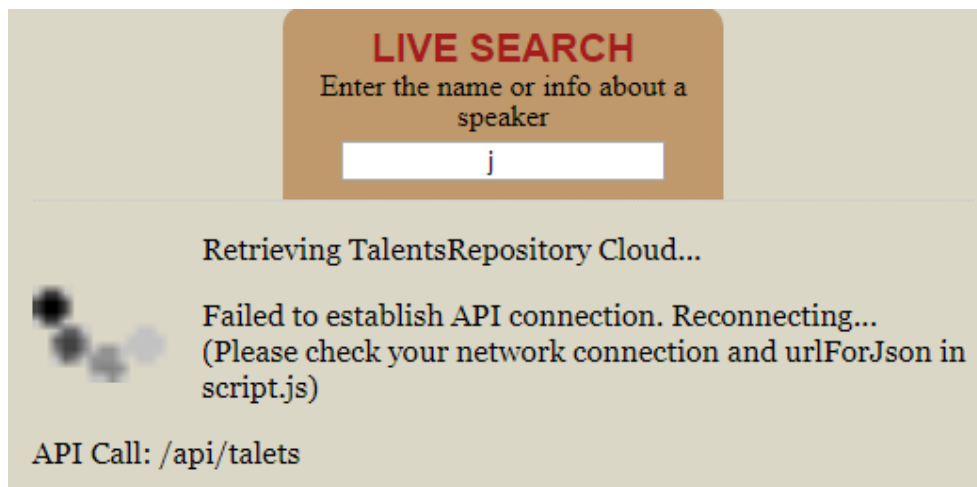 LIVE SEARCH
Enter the name or info about a
speaker
j
Retrieving TalentsRepository Cloud...
Failed to establish API connection. Reconnecting...
(Please check your network connection and urlForJson in
script.js)
API Call: /api/talets